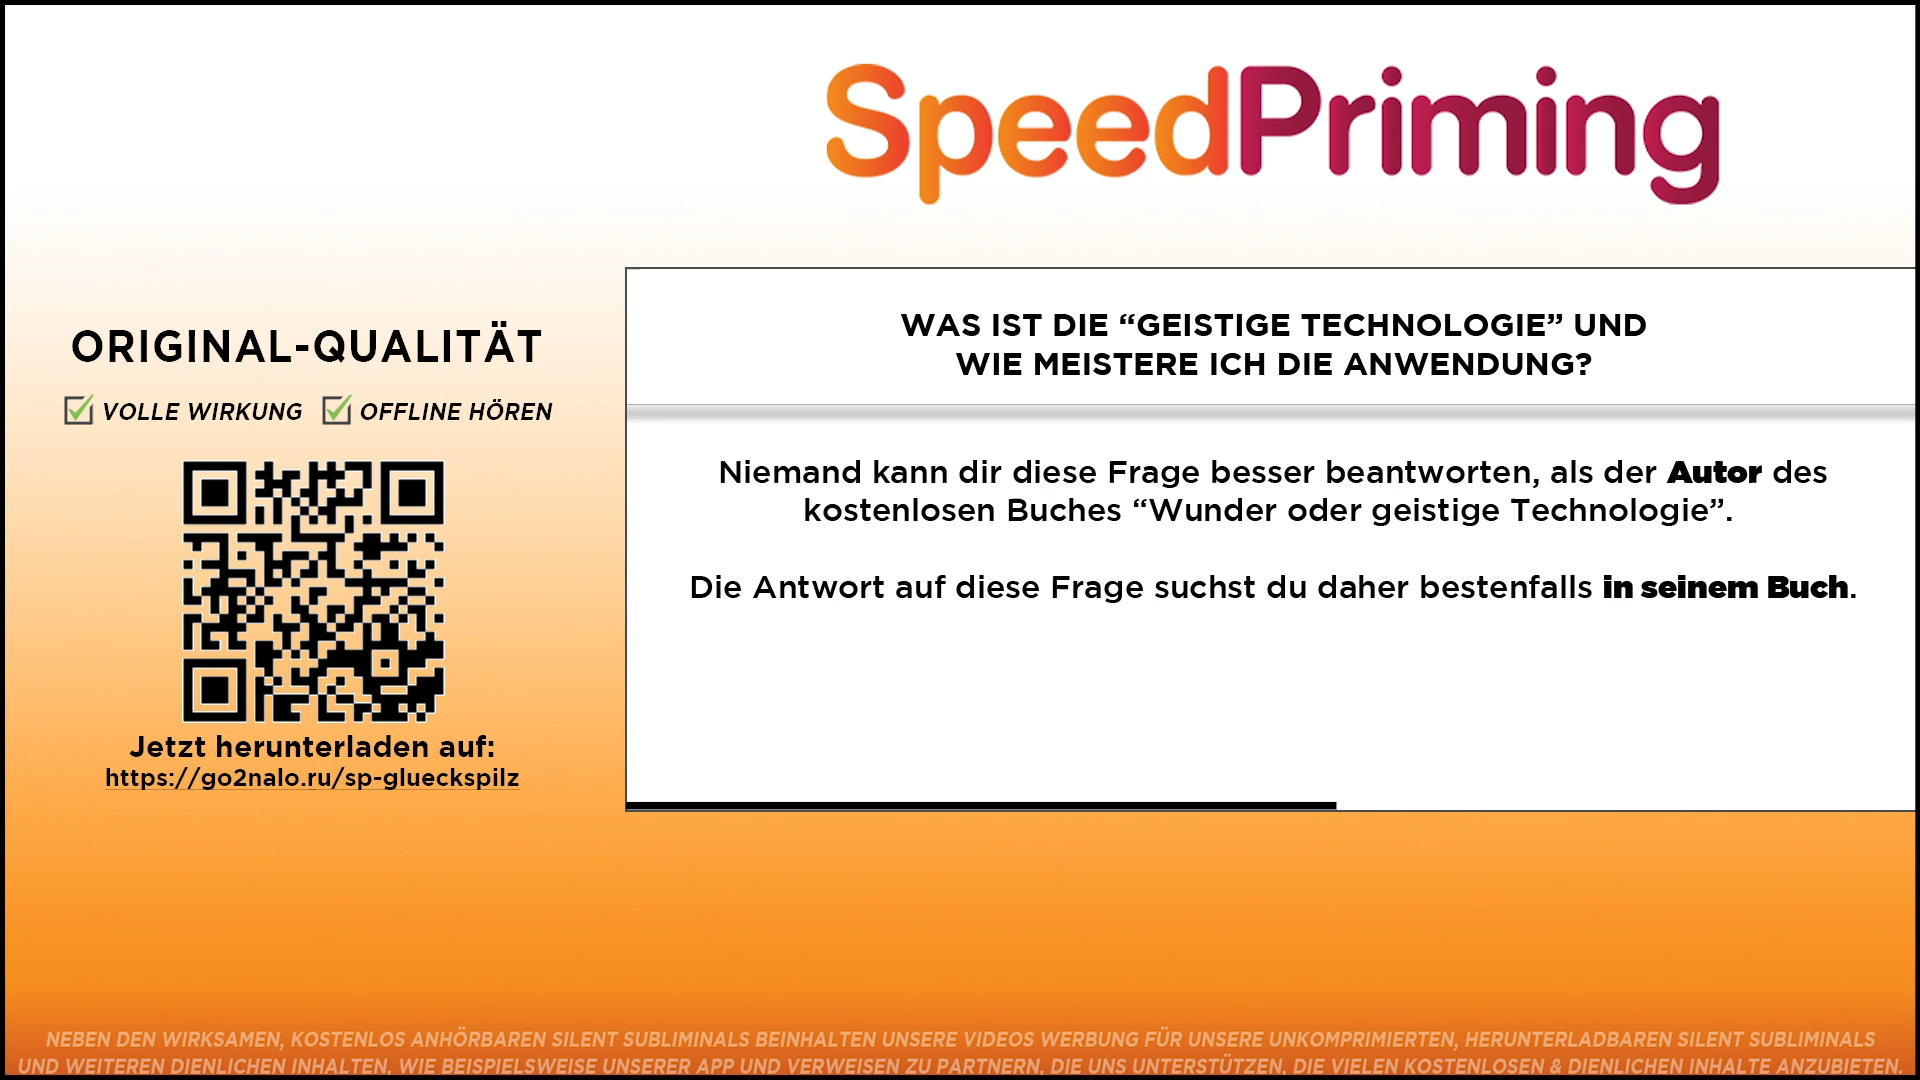 SpeedPriming
ORIGINAL-QUALITÄT
VOLLE WIRKUNG OFFLINE HÖREN
Jetzt herunterladen auf:
https://go2nalo.ru/sp-glueckspilz
WAS IST DIE “GEISTIGE TECHNOLOGIE” UND
WIE MEISTERE ICH DIE ANWENDUNG?
Niemand kann dir diese Frage besser beantworten, als der Autor des
kostenlosen Buches “Wunder oder geistige Technologie”.
Die Antwort auf diese Frage suchst du daher bestenfalls in seinem Buch.
NEBEN DEN WIRKSAMEN, KOSTENLOS ANHÖRBAREN SILENT SUBLIMINALS BEINHALTEN UNSERE VIDEOS WERBUNG FÜR UNSERE UNKOMPRIMIERTEN, HERUNTERLADBAREN SILENT SUBLIMINALS
UND WEITEREN DIENLICHEN INHALTEN, WIE BEISPIELSWEISE UNSERER APP UND VERWEISEN ZU PARTNERN, DIE UNS UNTERSTÜTZEN, DIE VIELEN KOSTENLOSEN & DIENLICHEN INHALTE ANZUBIETEN.